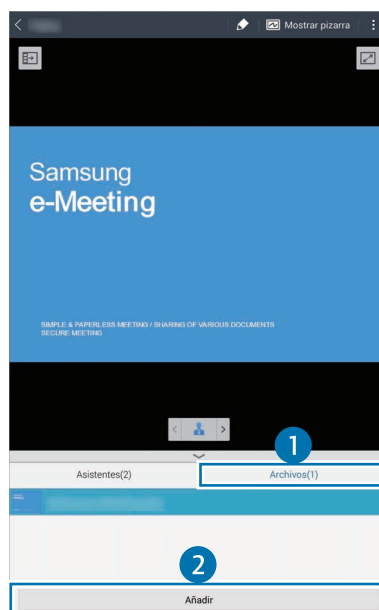 Mostrar pizarra
Samsung
e-Meeting
SIMPLE & PAPERLESS MEETING / SHARING OF VARIOUS DOCUMENTS
SECURE MEETING
1
Asistentes(2)
Archivos(1)
2
Añadir